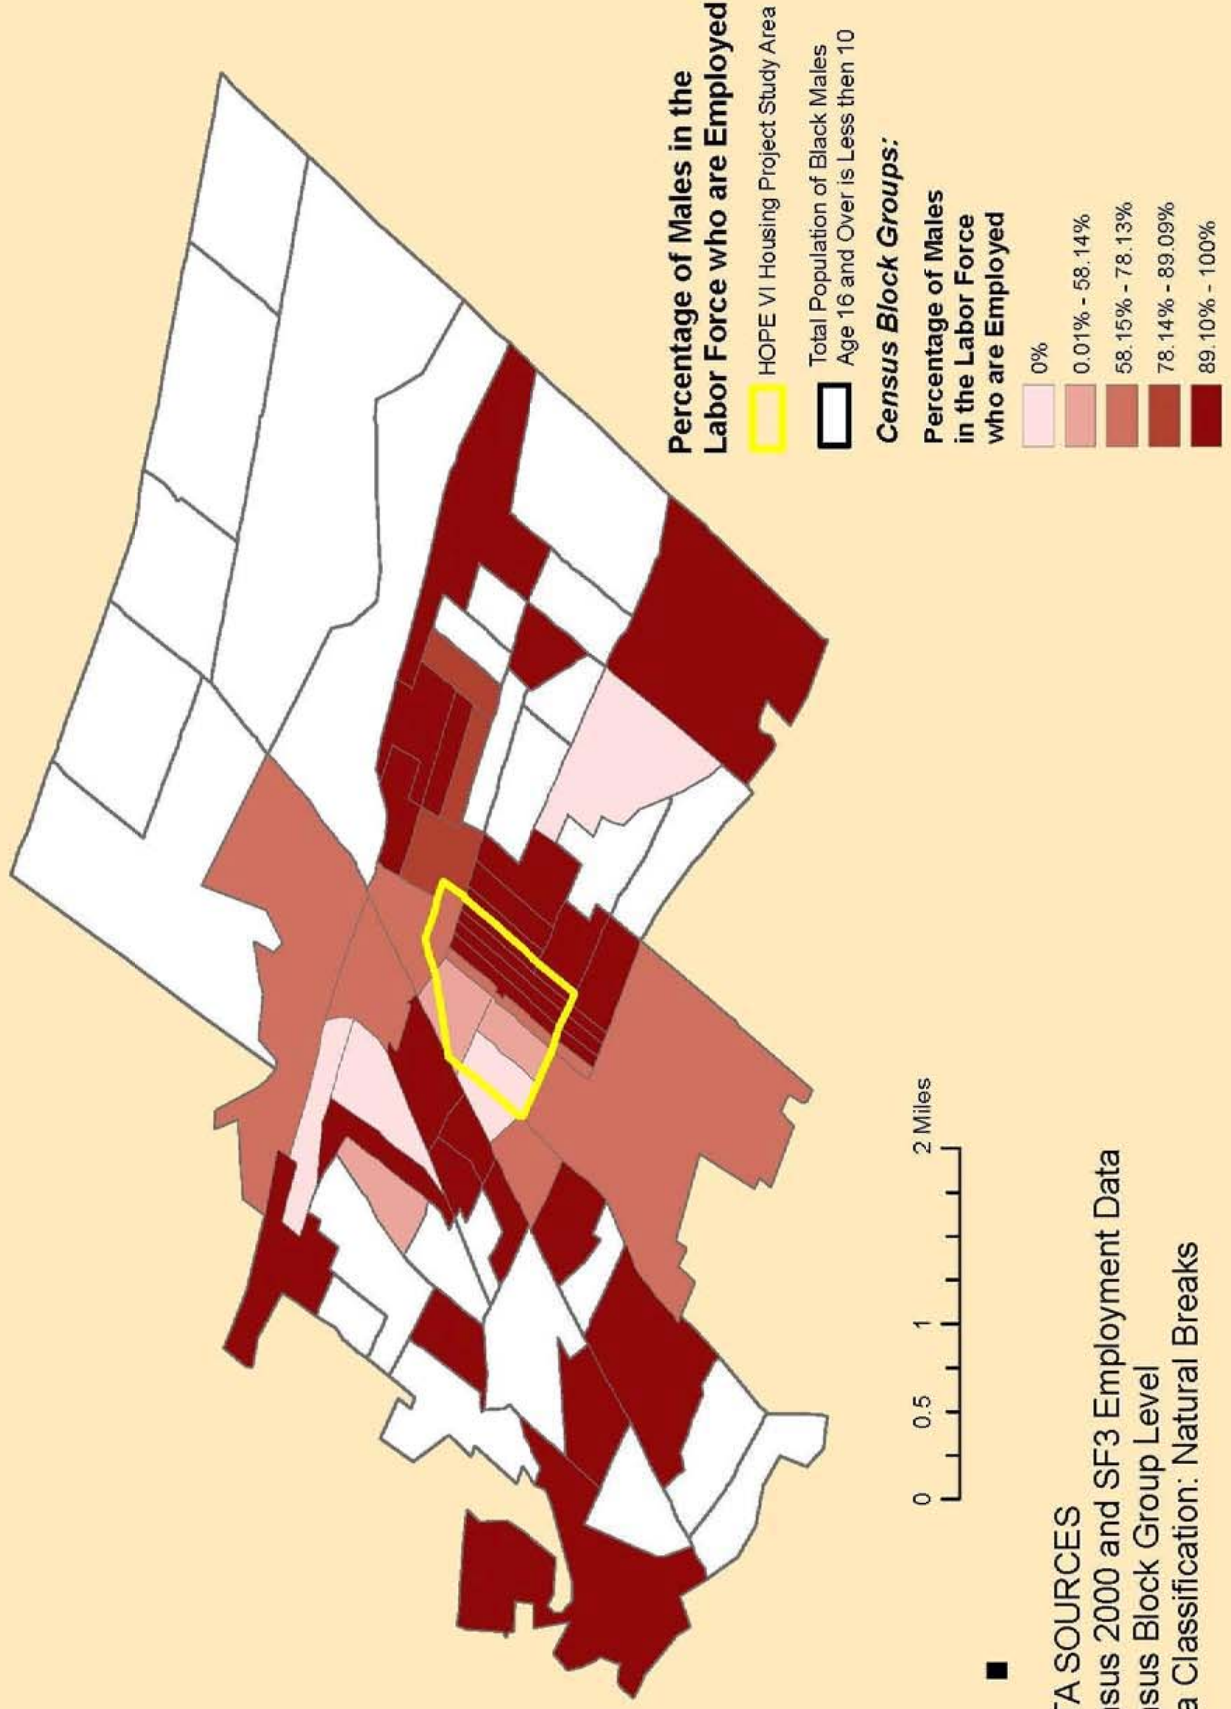 Percentage of Males in the
Labor Force who are Employed
HOPE VI Housing Project Study Area
Total Population of Black Males
Age 16 and Over is Less then 10
Census Block Groups:
Percentage of Males
in the Labor Force
who are Employed
0%
0.01% - 58.14%
58.15% - 78.13%
78.14% - 89.09%
89.10% - 100%
0 0.5 1 2 Miles
TA SOURCES
nsus 2000 and SF3 Employment Data
nsus Block Group Level
a Classification: Natural Breaks